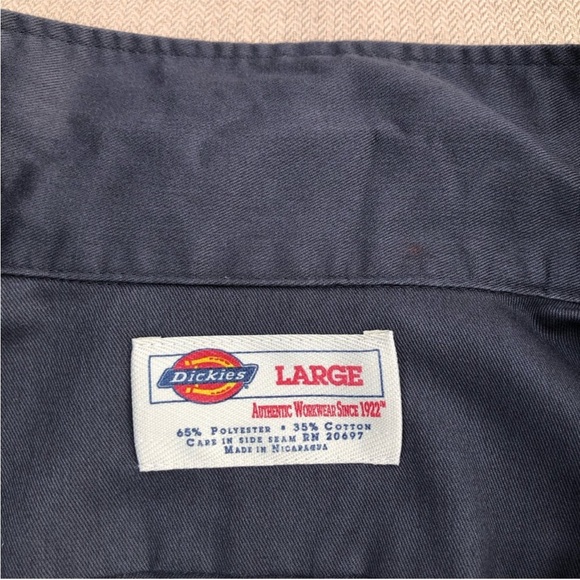 Dickies LARGE
AUTHENTIC WORKWEAR SINCE 1922™
65% POLYESTER • 35% COTTON
CARE IN SIDE SEAM RN 20697
MADE IN NICARAGUA